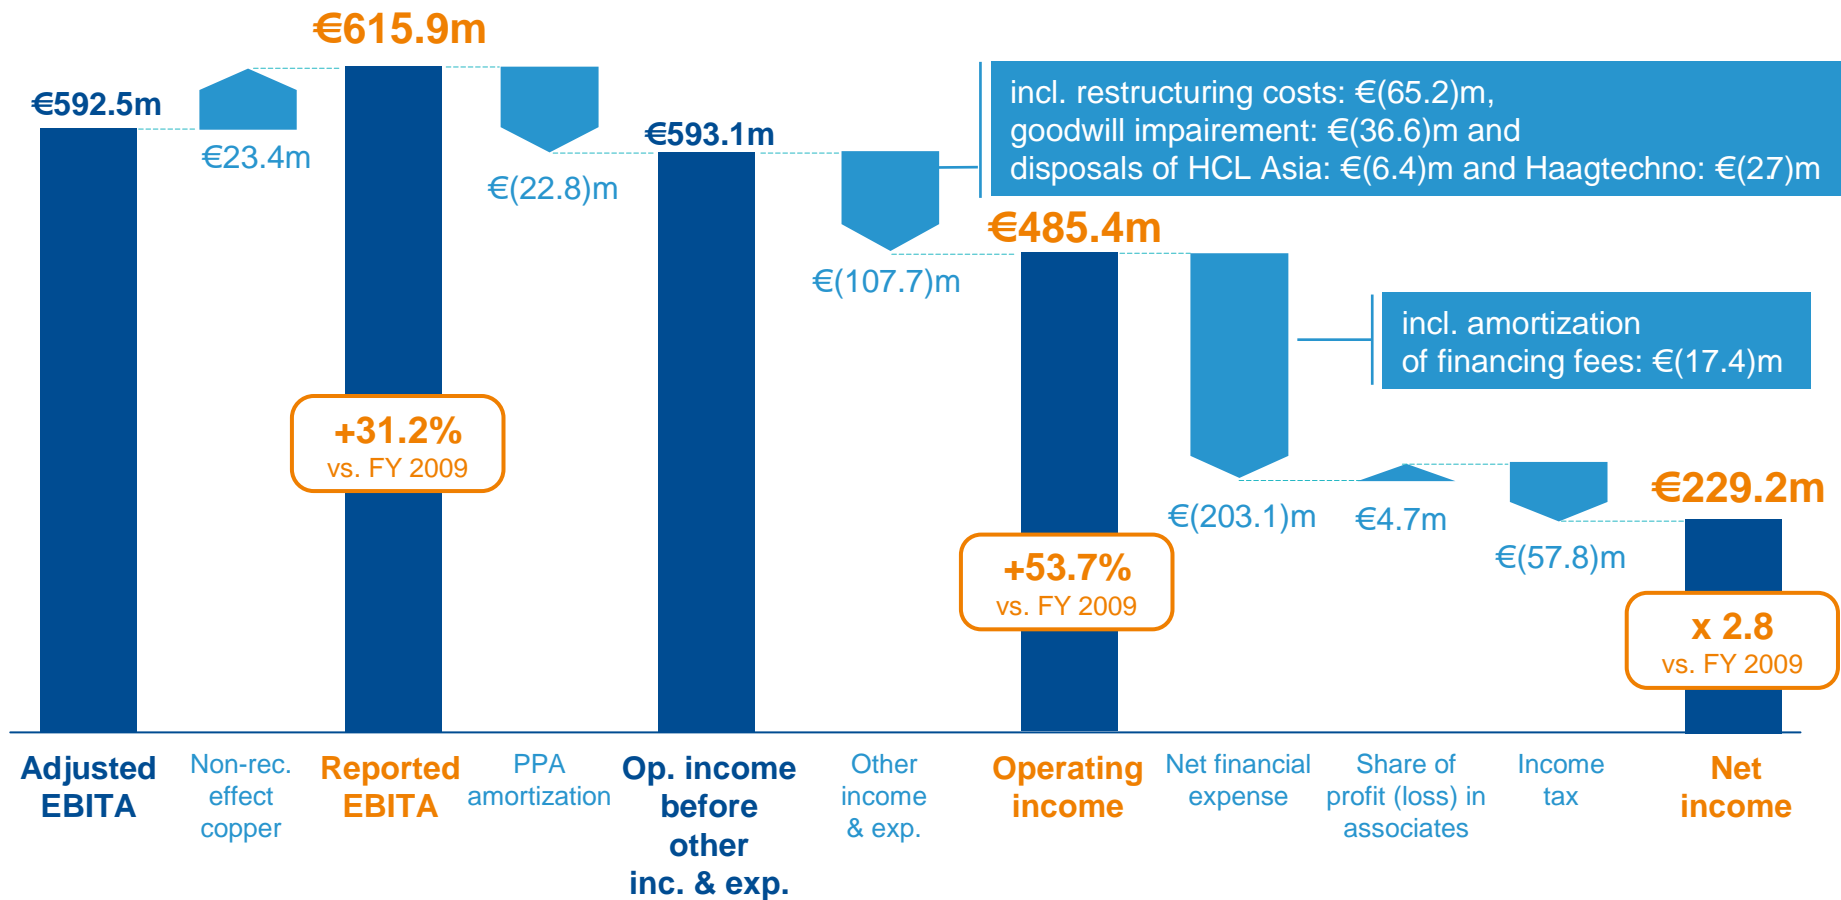 €615.9m
€592.5m
€23.4m
€(22.8)m
€593.1m
incl. restructuring costs: €(65.2)m,
goodwill impairement: €(36.6)m and
disposals of HCL Asia: €(6.4)m and Haagtechno: €(2.7)m
€(107.7)m
€485.4m
incl. amortization
of financing fees: €(17.4)m
+31.2%
vs. FY 2009
€(203.1)m
€4.7m
€(57.8)m
€229.2m
+53.7%
vs. FY 2009
x 2.8
vs. FY 2009
Adjusted
EBITA
Non-rec.
effect
copper
Reported
EBITA
PPA
amortization
Op. income
before
other
inc. & exp.
Other
income
& exp.
Operating
income
Net financial
expense
Share of
profit (loss) in
associates
Income
tax
Net
income